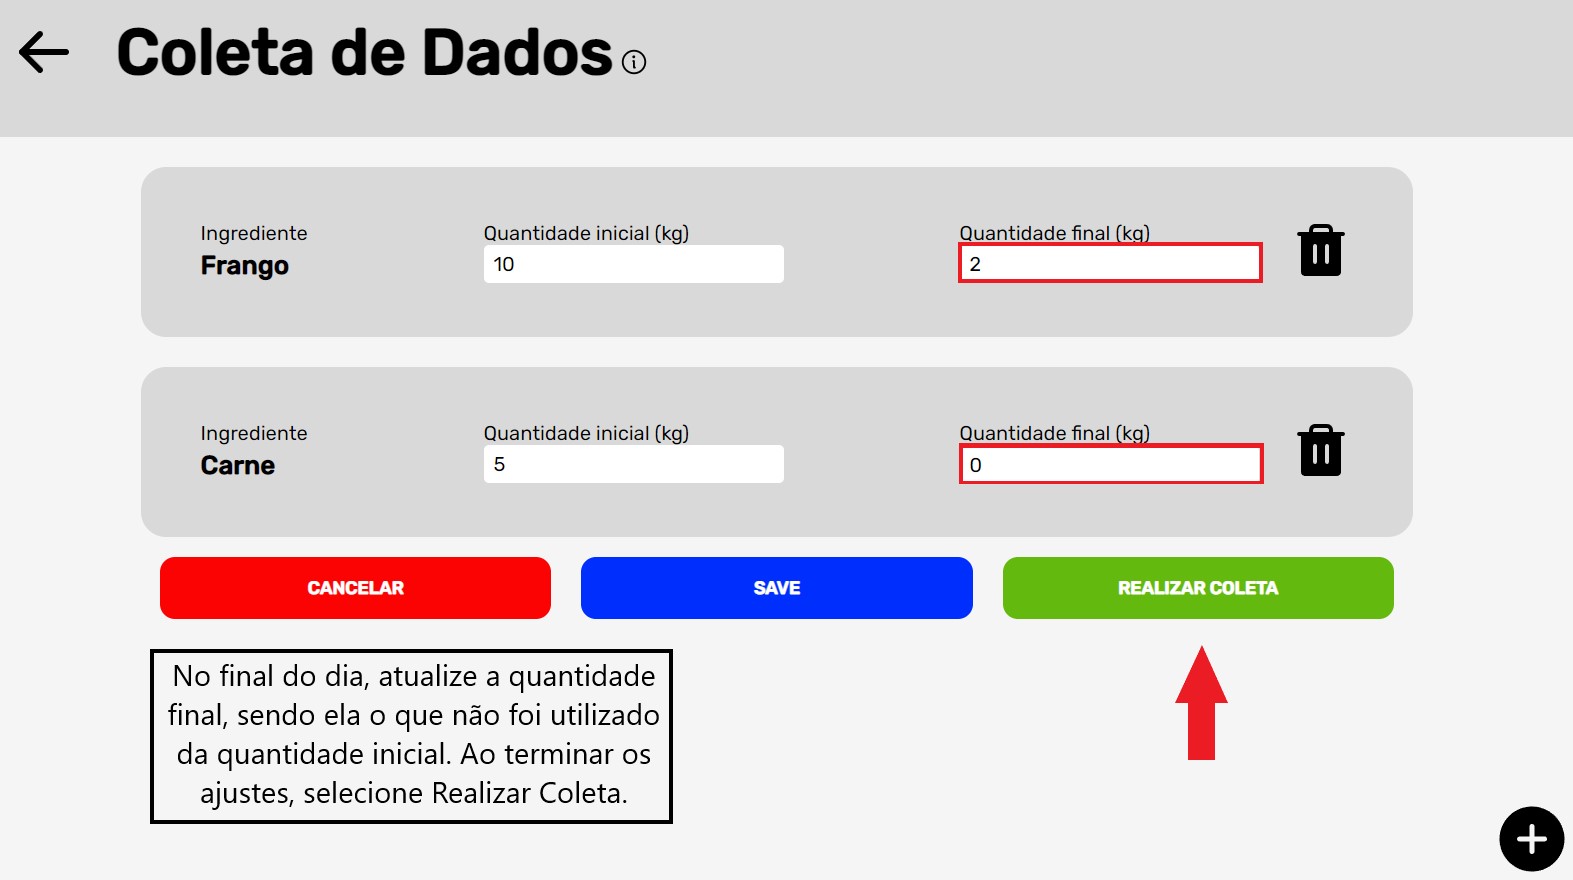 Coleta de Dados
Ingrediente
Frango
Quantidade inicial (kg)
10
Quantidade final (kg)
2
Ingrediente
Carne
Quantidade inicial (kg)
5
Quantidade final (kg)
0
CANCELAR
SAVE
REALIZAR COLETA
No final do dia, atualize a quantidade
final, sendo ela o que não foi utilizado
da quantidade inicial. Ao terminar os
ajustes, selecione Realizar Coleta.